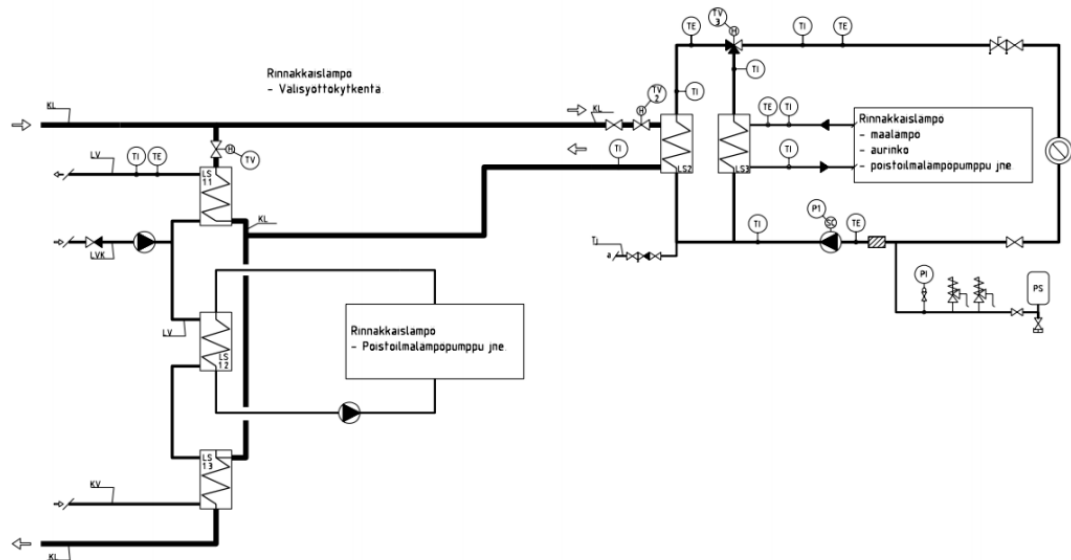 TV
3
TE
H
TI
TE
TI
TI
Rinnakkaislampo
- Valisyottokytkenta
KL
KL
H
TV
2
LV
TI
TE
H
TV
TI
LS2
LS3
TE
TI
TI
Rinnakkaislampo
- maalampo
- aurinko
- poistoilmalampopumppu jne
LS
11
KL
LVK
P1
SC
TI
TE
Tj
a
PI
PS
LV
LS
12
Rinnakkaislampo
- Poistoilmalampopumppu jne.
LS
13
KV
KL